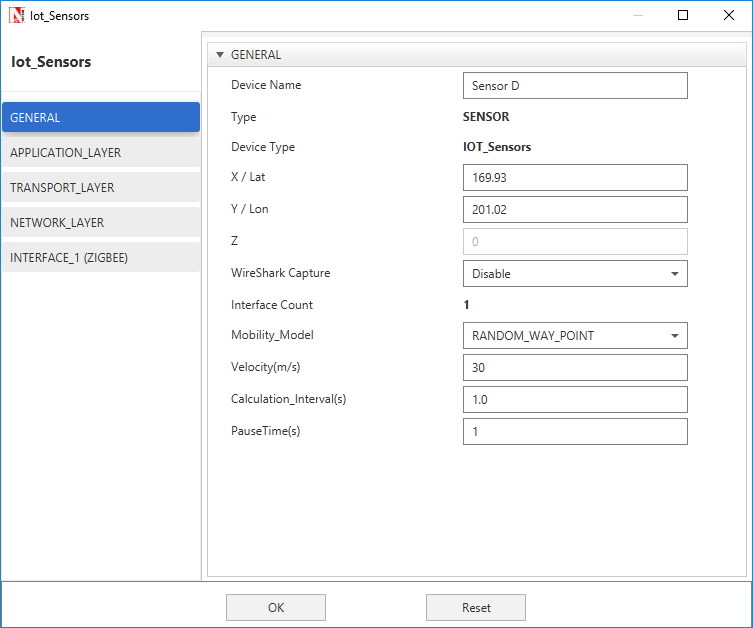 Iot_Sensors
Iot_Sensors
GENERAL
APPLICATION_LAYER
TRANSPORT_LAYER
NETWORK_LAYER
INTERFACE_1 (ZIGBEE)
GENERAL
Device Name Sensor D
Type SENSOR
Device Type IOT_Sensors
X / Lat 169.93
Y / Lon 201.02
Z 0
WireShark Capture Disable
Interface Count 1
Mobility_Model RANDOM_WAY_POINT
Velocity(m/s) 30
Calculation_Interval(s) 1.0
PauseTime(s) 1
OK Reset